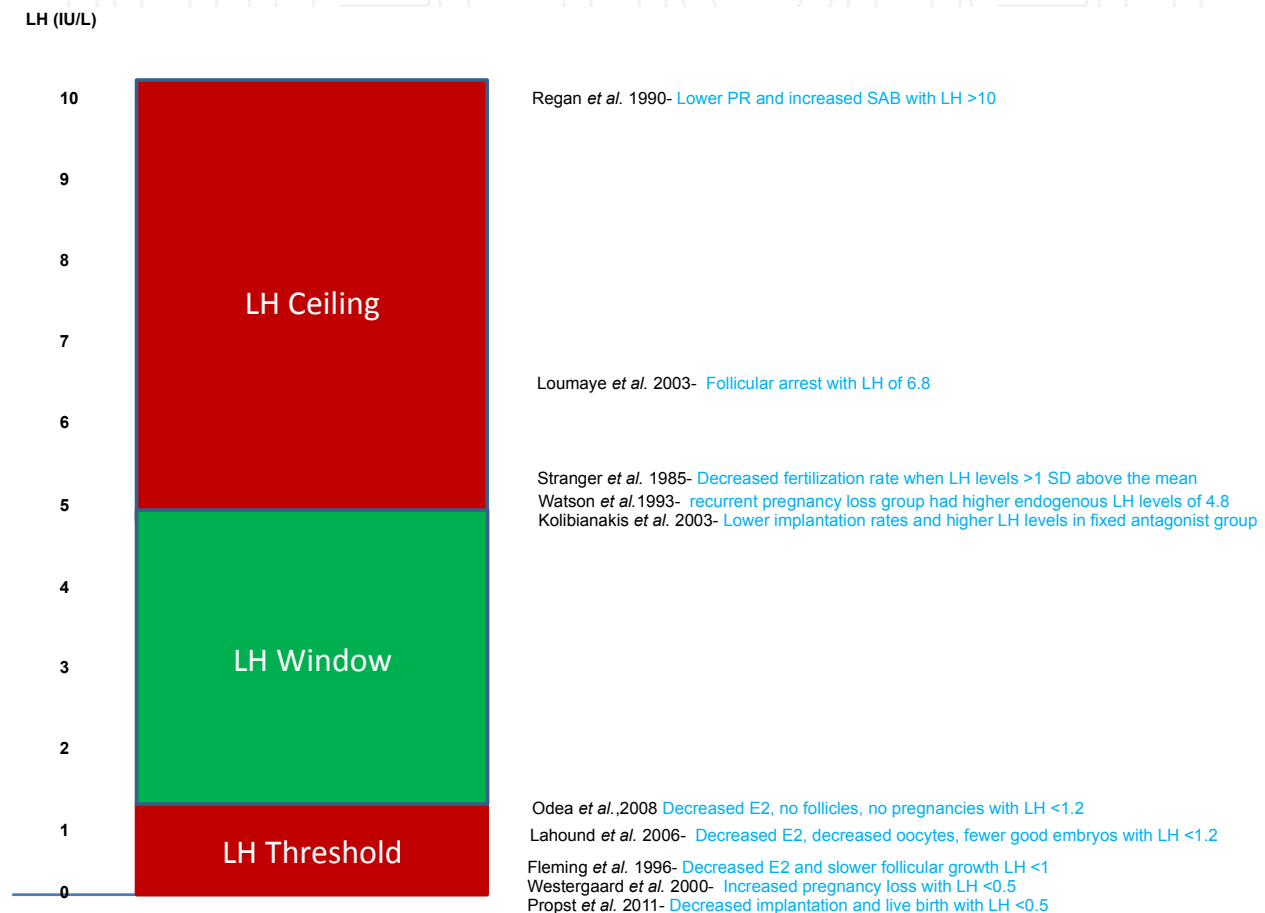 LH (IU/L)
10
Regan et al. 1990- Lower PR and increased SAB with LH >10
9
8
LH Ceiling
7
Loumaye et al. 2003- Follicular arrest with LH of 6.8
6
Stranger et al. 1985- Decreased fertilization rate when LH levels >1 SD above the mean
5
Watson et al.1993- recurrent pregnancy loss group had higher endogenous LH levels of 4.8
Kolibianakis et al. 2003- Lower implantation rates and higher LH levels in fixed antagonist group
4
LH Window
3
2
Odea et al.,2008 Decreased E2, no follicles, no pregnancies with LH <1.2
1
Lahound et al. 2006- Decreased E2, decreased oocytes, fewer good embryos with LH <1.2
LH Threshold
Fleming et al. 1996- Decreased E2 and slower follicular growth LH <1
Westergaard et al. 2000- Increased pregnancy loss with LH <0.5
0
Propst et al. 2011- Decreased implantation and live birth with LH <0.5